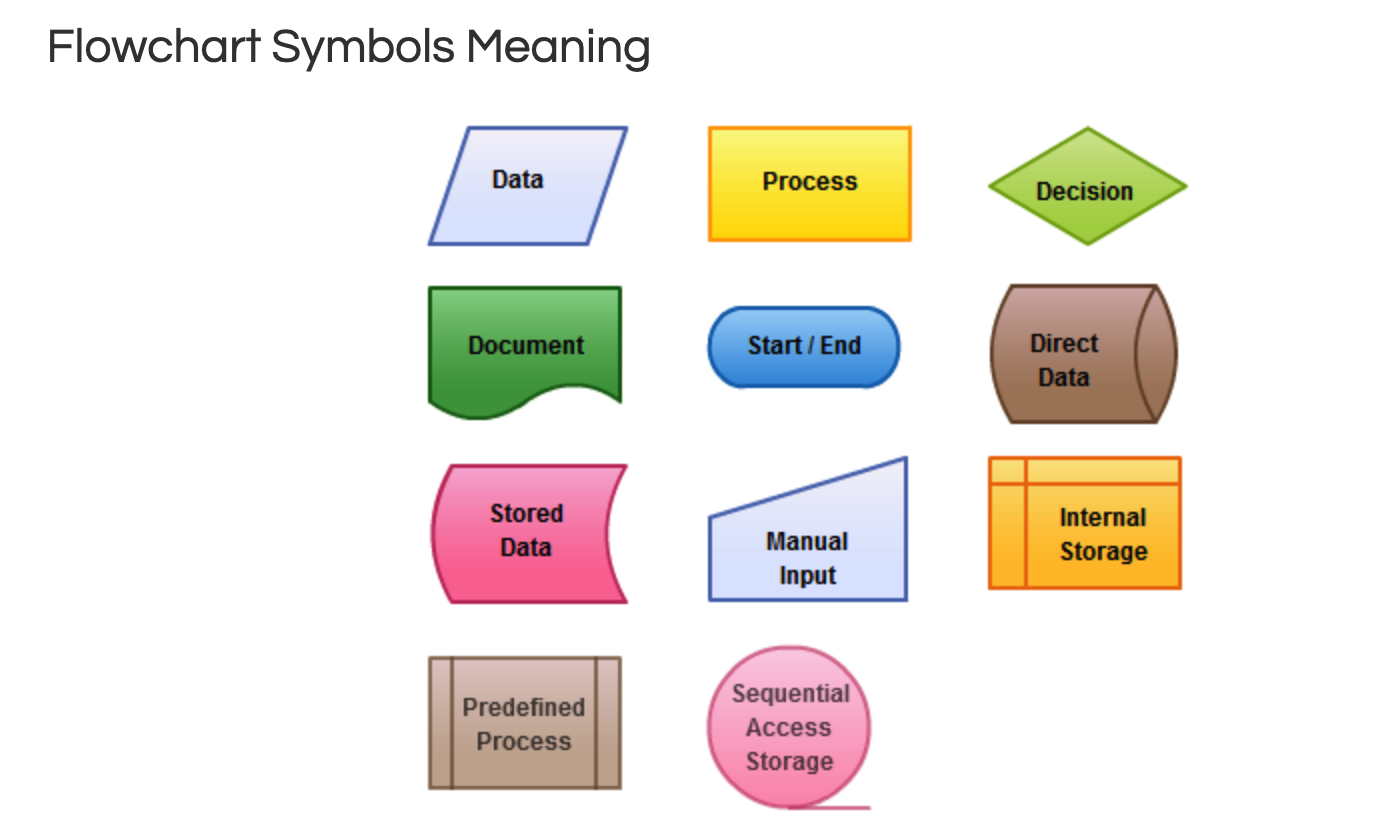 Flowchart Symbols Meaning
Data
Process
Decision
Document
Start / End
Direct
Data
Stored
Data
Manual
Input
Internal
Storage
Predefined
Process
Sequential
Access
Storage